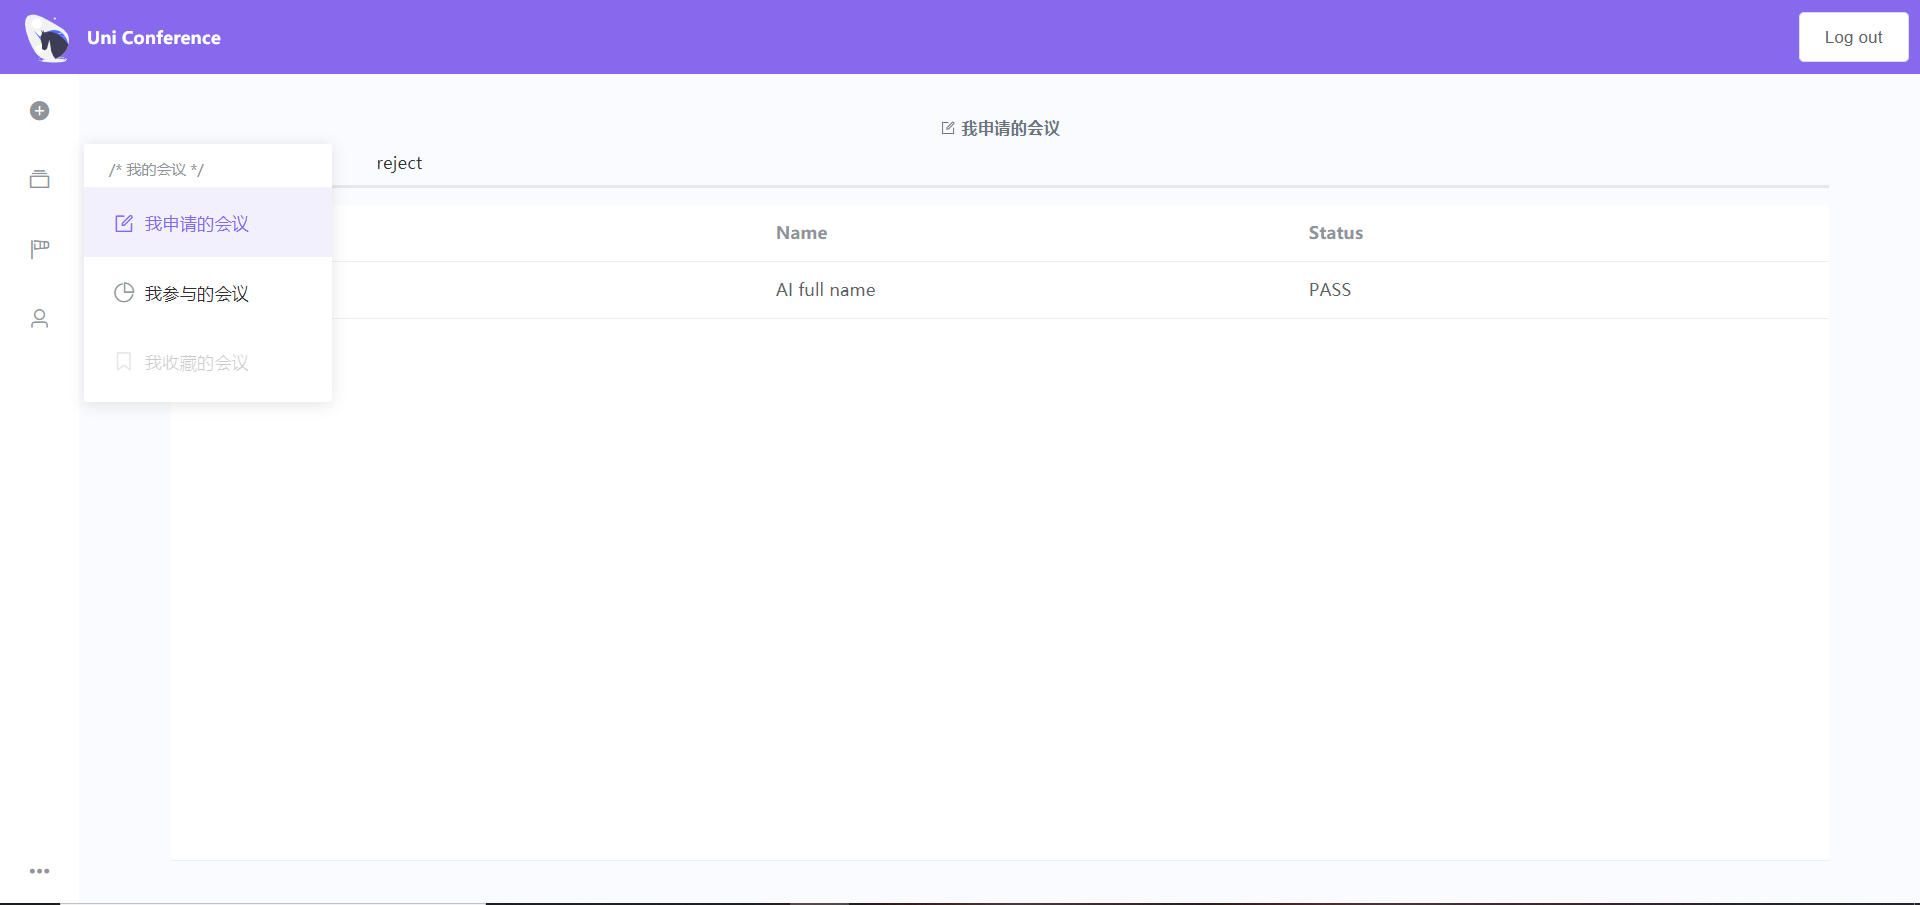 Uni Conference
Log out
我申请的会议
reject
/* 我的会议 */
我申请的会议
我参与的会议
我收藏的会议
Name
Status
AI full name
PASS